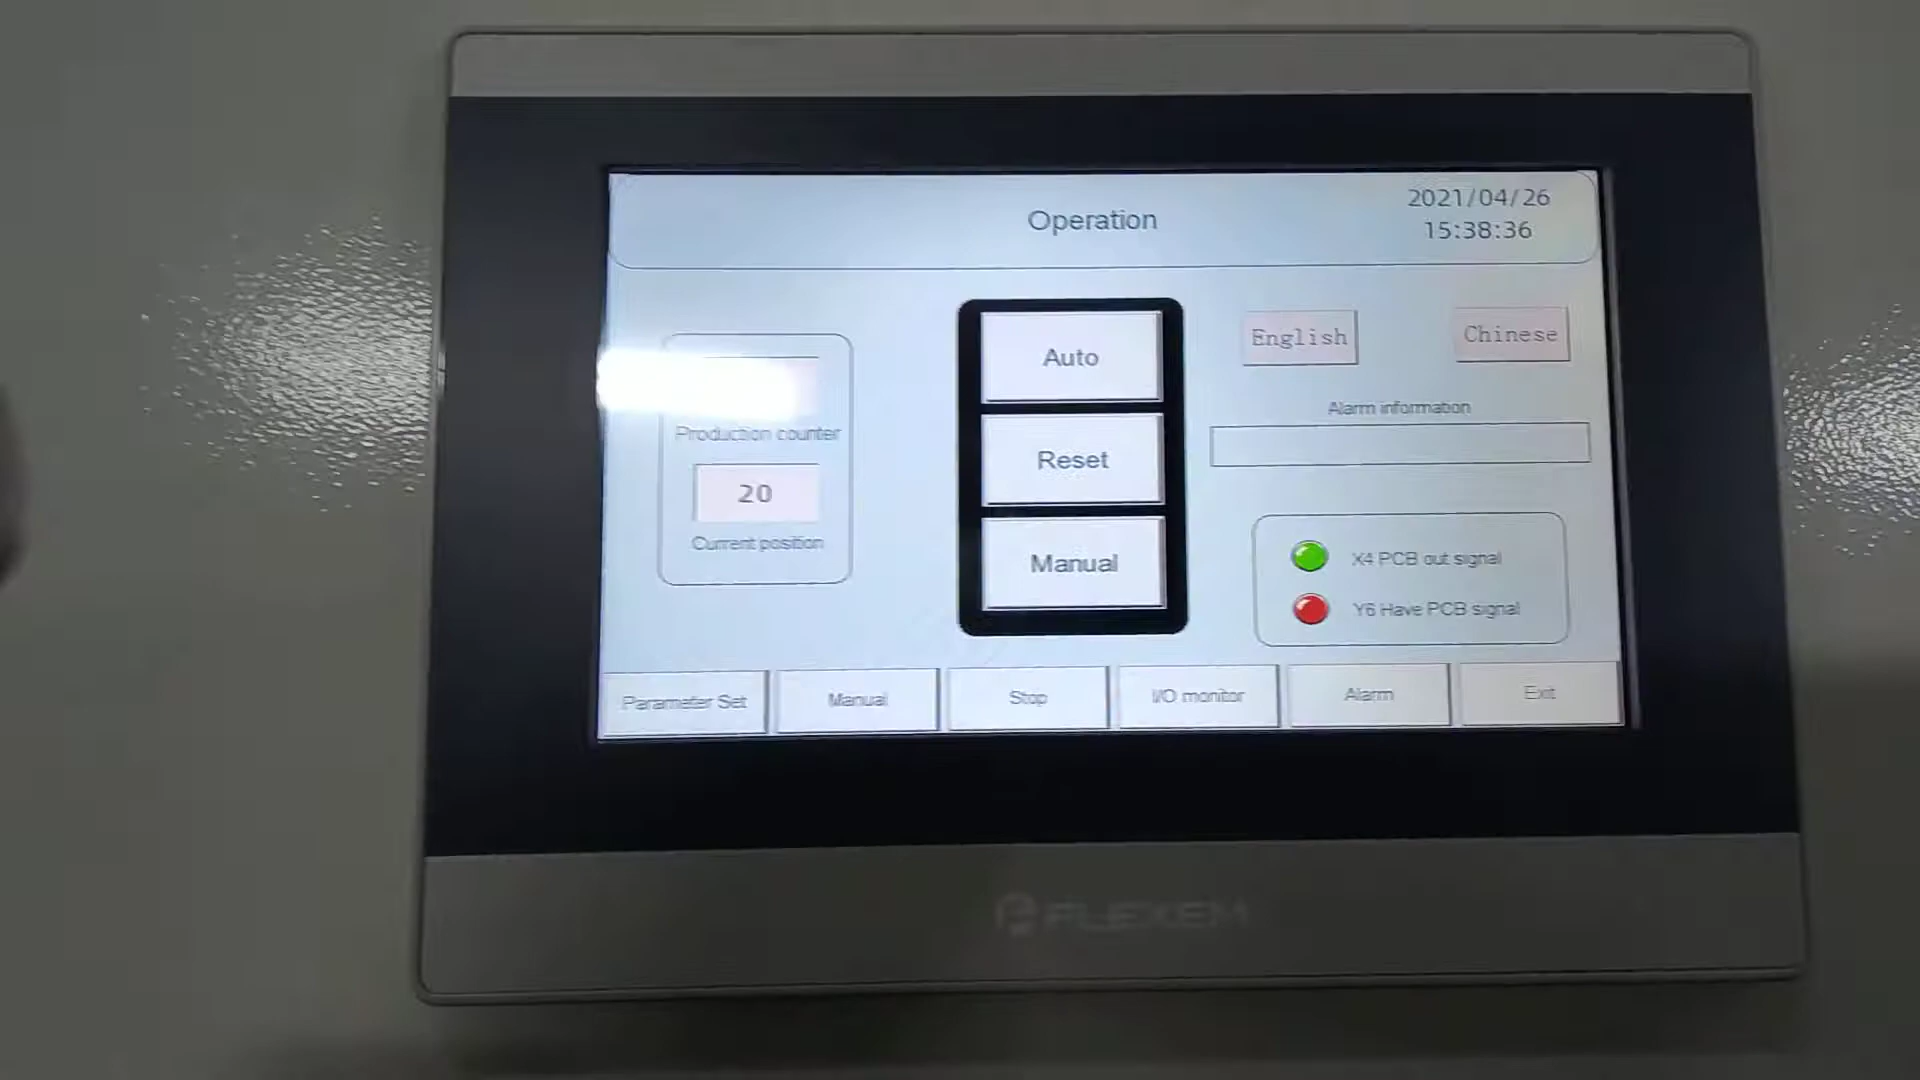 Operation
2021/04/26
15:38:36
Production counter
20
Current position
Auto
Reset
Manual
English
Chinese
Alarm information
X4 PCB out signal
Y6 Have PCB signal
Parameter Set
Manual
Stop
I/O monitor
Alarm
Exit
FLEXEM